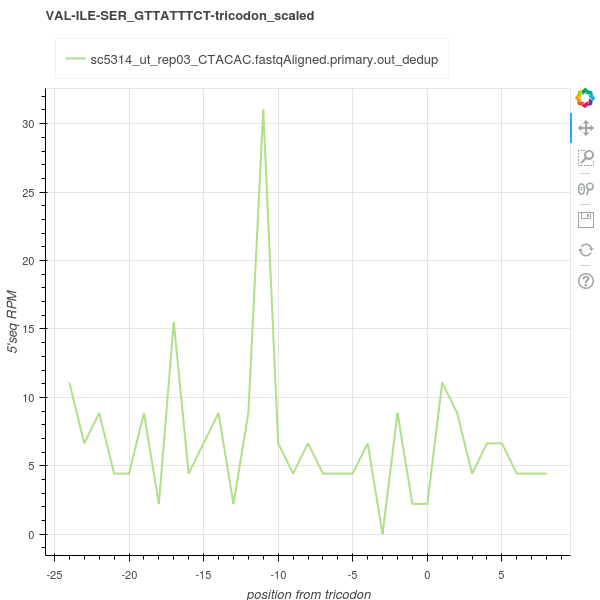 VAL-ILE-SER_GTTATTTCT-tricodon_scaled
sc5314_ut_rep03_CTACAC.fastqAligned.primary.out_dedup
30
25
20
15
10
5
0
5'seq RPM
-25 -20 -15 -10 -5 0 5
position from tricodon